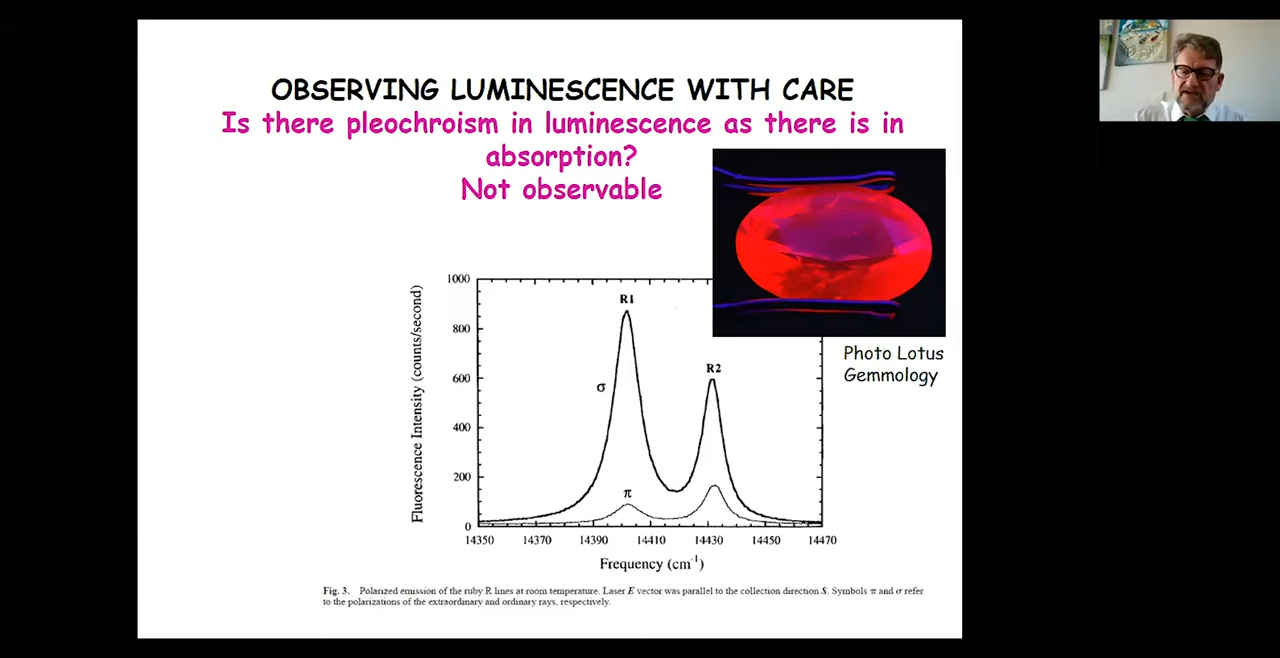 OBSERVING LUMINESCENCE WITH CARE
Is there pleochroism in luminescence as there is in
absorption?
Not observable
Photo Lotus
Gemmology
Fluorescence Intensity (counts/second)
1000
800
600
400
200
0
R1
R2
σ
π
14350 14370 14390 14410 14430 14450 14470
Frequency (cm⁻¹)
Fig. 3. Polarized emission of the ruby R lines at room temperature. Laser E vector was parallel to the collection direction S. Symbols π and σ refer
to the polarizations of the extraordinary and ordinary rays, respectively.